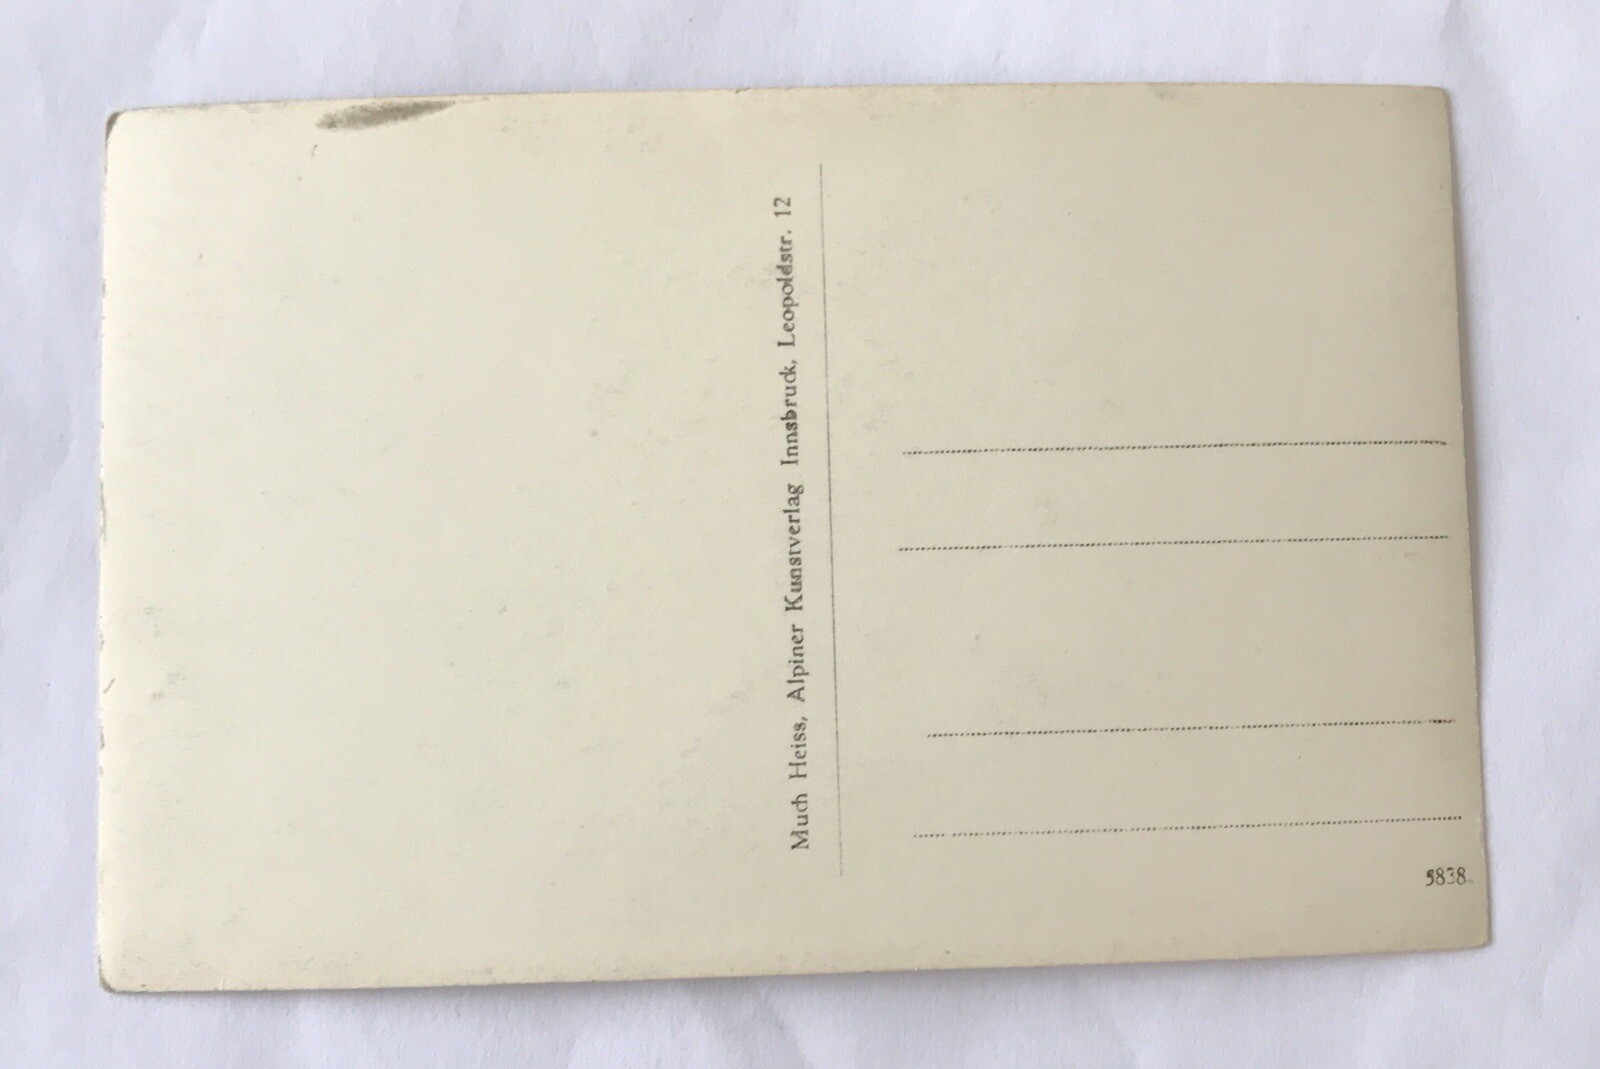 Much Heiss, Alpiner Kunstverlag Innsbruck, Leopoldstr. 12
5838